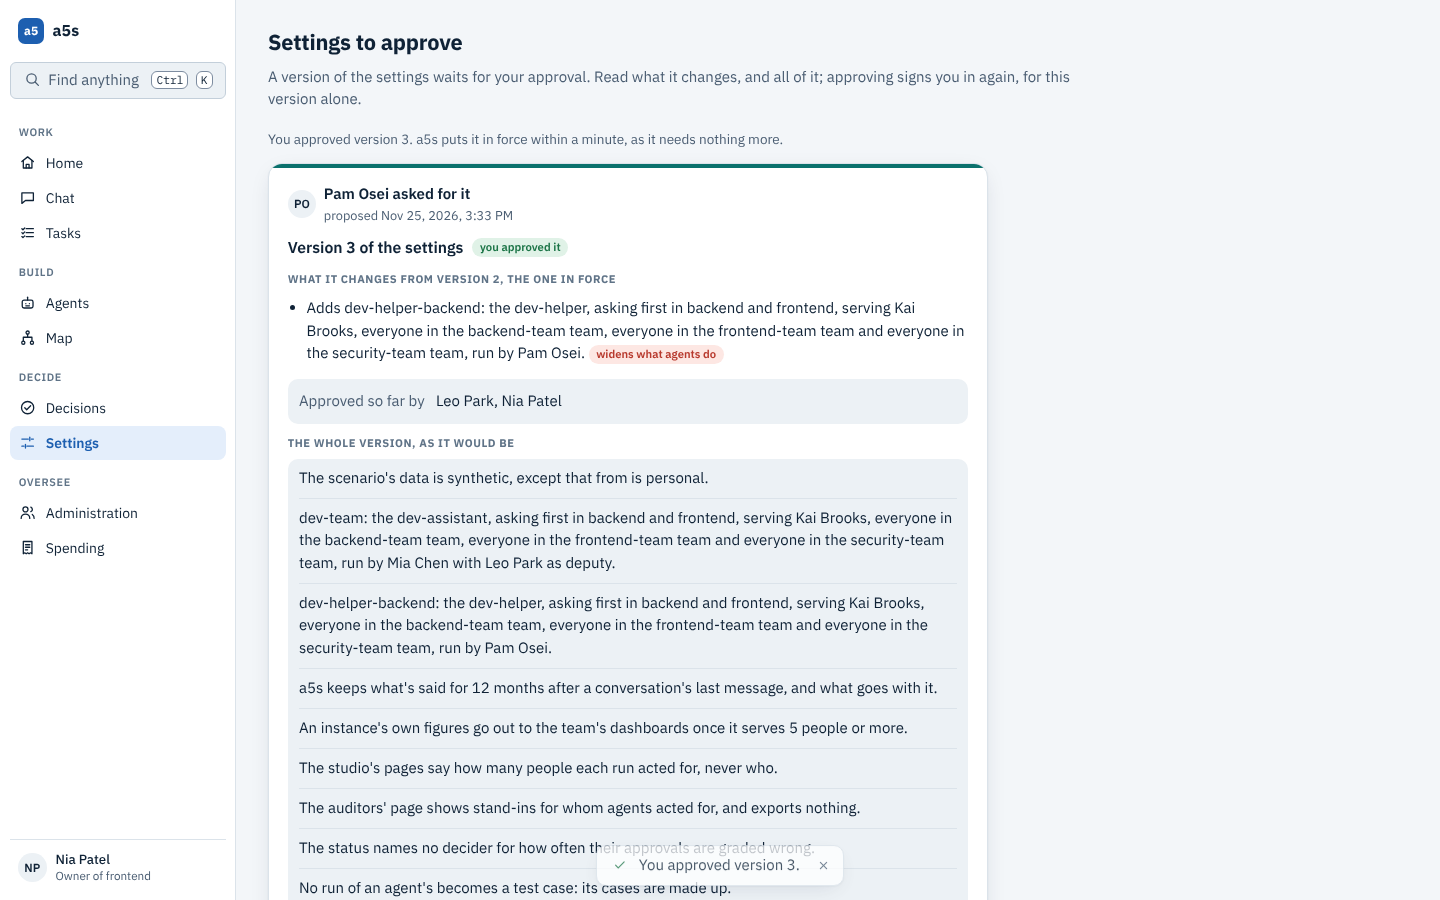 a5 a5s
Find anything Ctrl K
WORK
Home
Chat
Tasks
BUILD
Agents
Map
DECIDE
Decisions
Settings
OVERSEE
Administration
Spending
NP Nia Patel
Owner of frontend
Settings to approve
A version of the settings waits for your approval. Read what it changes, and all of it; approving signs you in again, for this
version alone.
You approved version 3. a5s puts it in force within a minute, as it needs nothing more.
PO Pam Osei asked for it
proposed Nov 25, 2026, 3:33 PM
Version 3 of the settings you approved it
WHAT IT CHANGES FROM VERSION 2, THE ONE IN FORCE
• Adds dev-helper-backend: the dev-helper, asking first in backend and frontend, serving Kai
Brooks, everyone in the backend-team team, everyone in the frontend-team team and everyone in
the security-team team, run by Pam Osei. widens what agents do
Approved so far by Leo Park, Nia Patel
THE WHOLE VERSION, AS IT WOULD BE
The scenario's data is synthetic, except that from is personal.
dev-team: the dev-assistant, asking first in backend and frontend, serving Kai Brooks, everyone in
the backend-team team, everyone in the frontend-team team and everyone in the security-team
team, run by Mia Chen with Leo Park as deputy.
dev-helper-backend: the dev-helper, asking first in backend and frontend, serving Kai Brooks,
everyone in the backend-team team, everyone in the frontend-team team and everyone in the
security-team team, run by Pam Osei.
a5s keeps what's said for 12 months after a conversation's last message, and what goes with it.
An instance's own figures go out to the team's dashboards once it serves 5 people or more.
The studio's pages say how many people each run acted for, never who.
The auditors' page shows stand-ins for whom agents acted for, and exports nothing.
The status names no decider for how often their approvals are graded wrong.
You approved version 3.
No run of an agent's becomes a test case: its cases are made up.